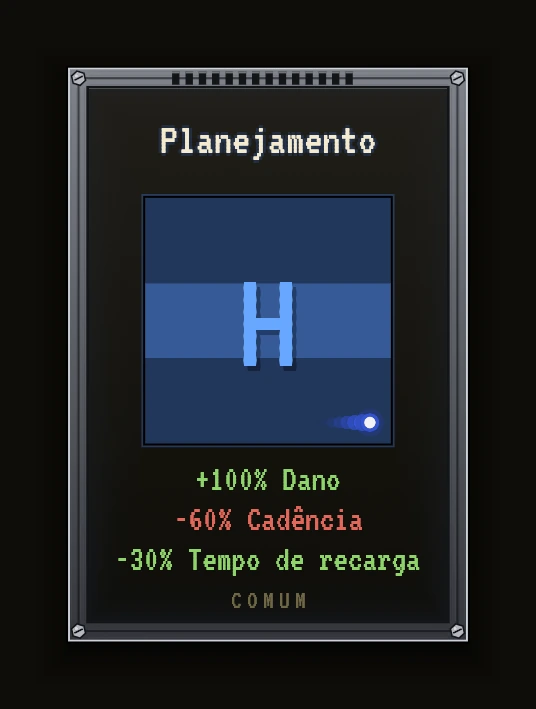 Planejamento
H
+100% Dano
-60% Cadência
-30% Tempo de recarga
COMUM